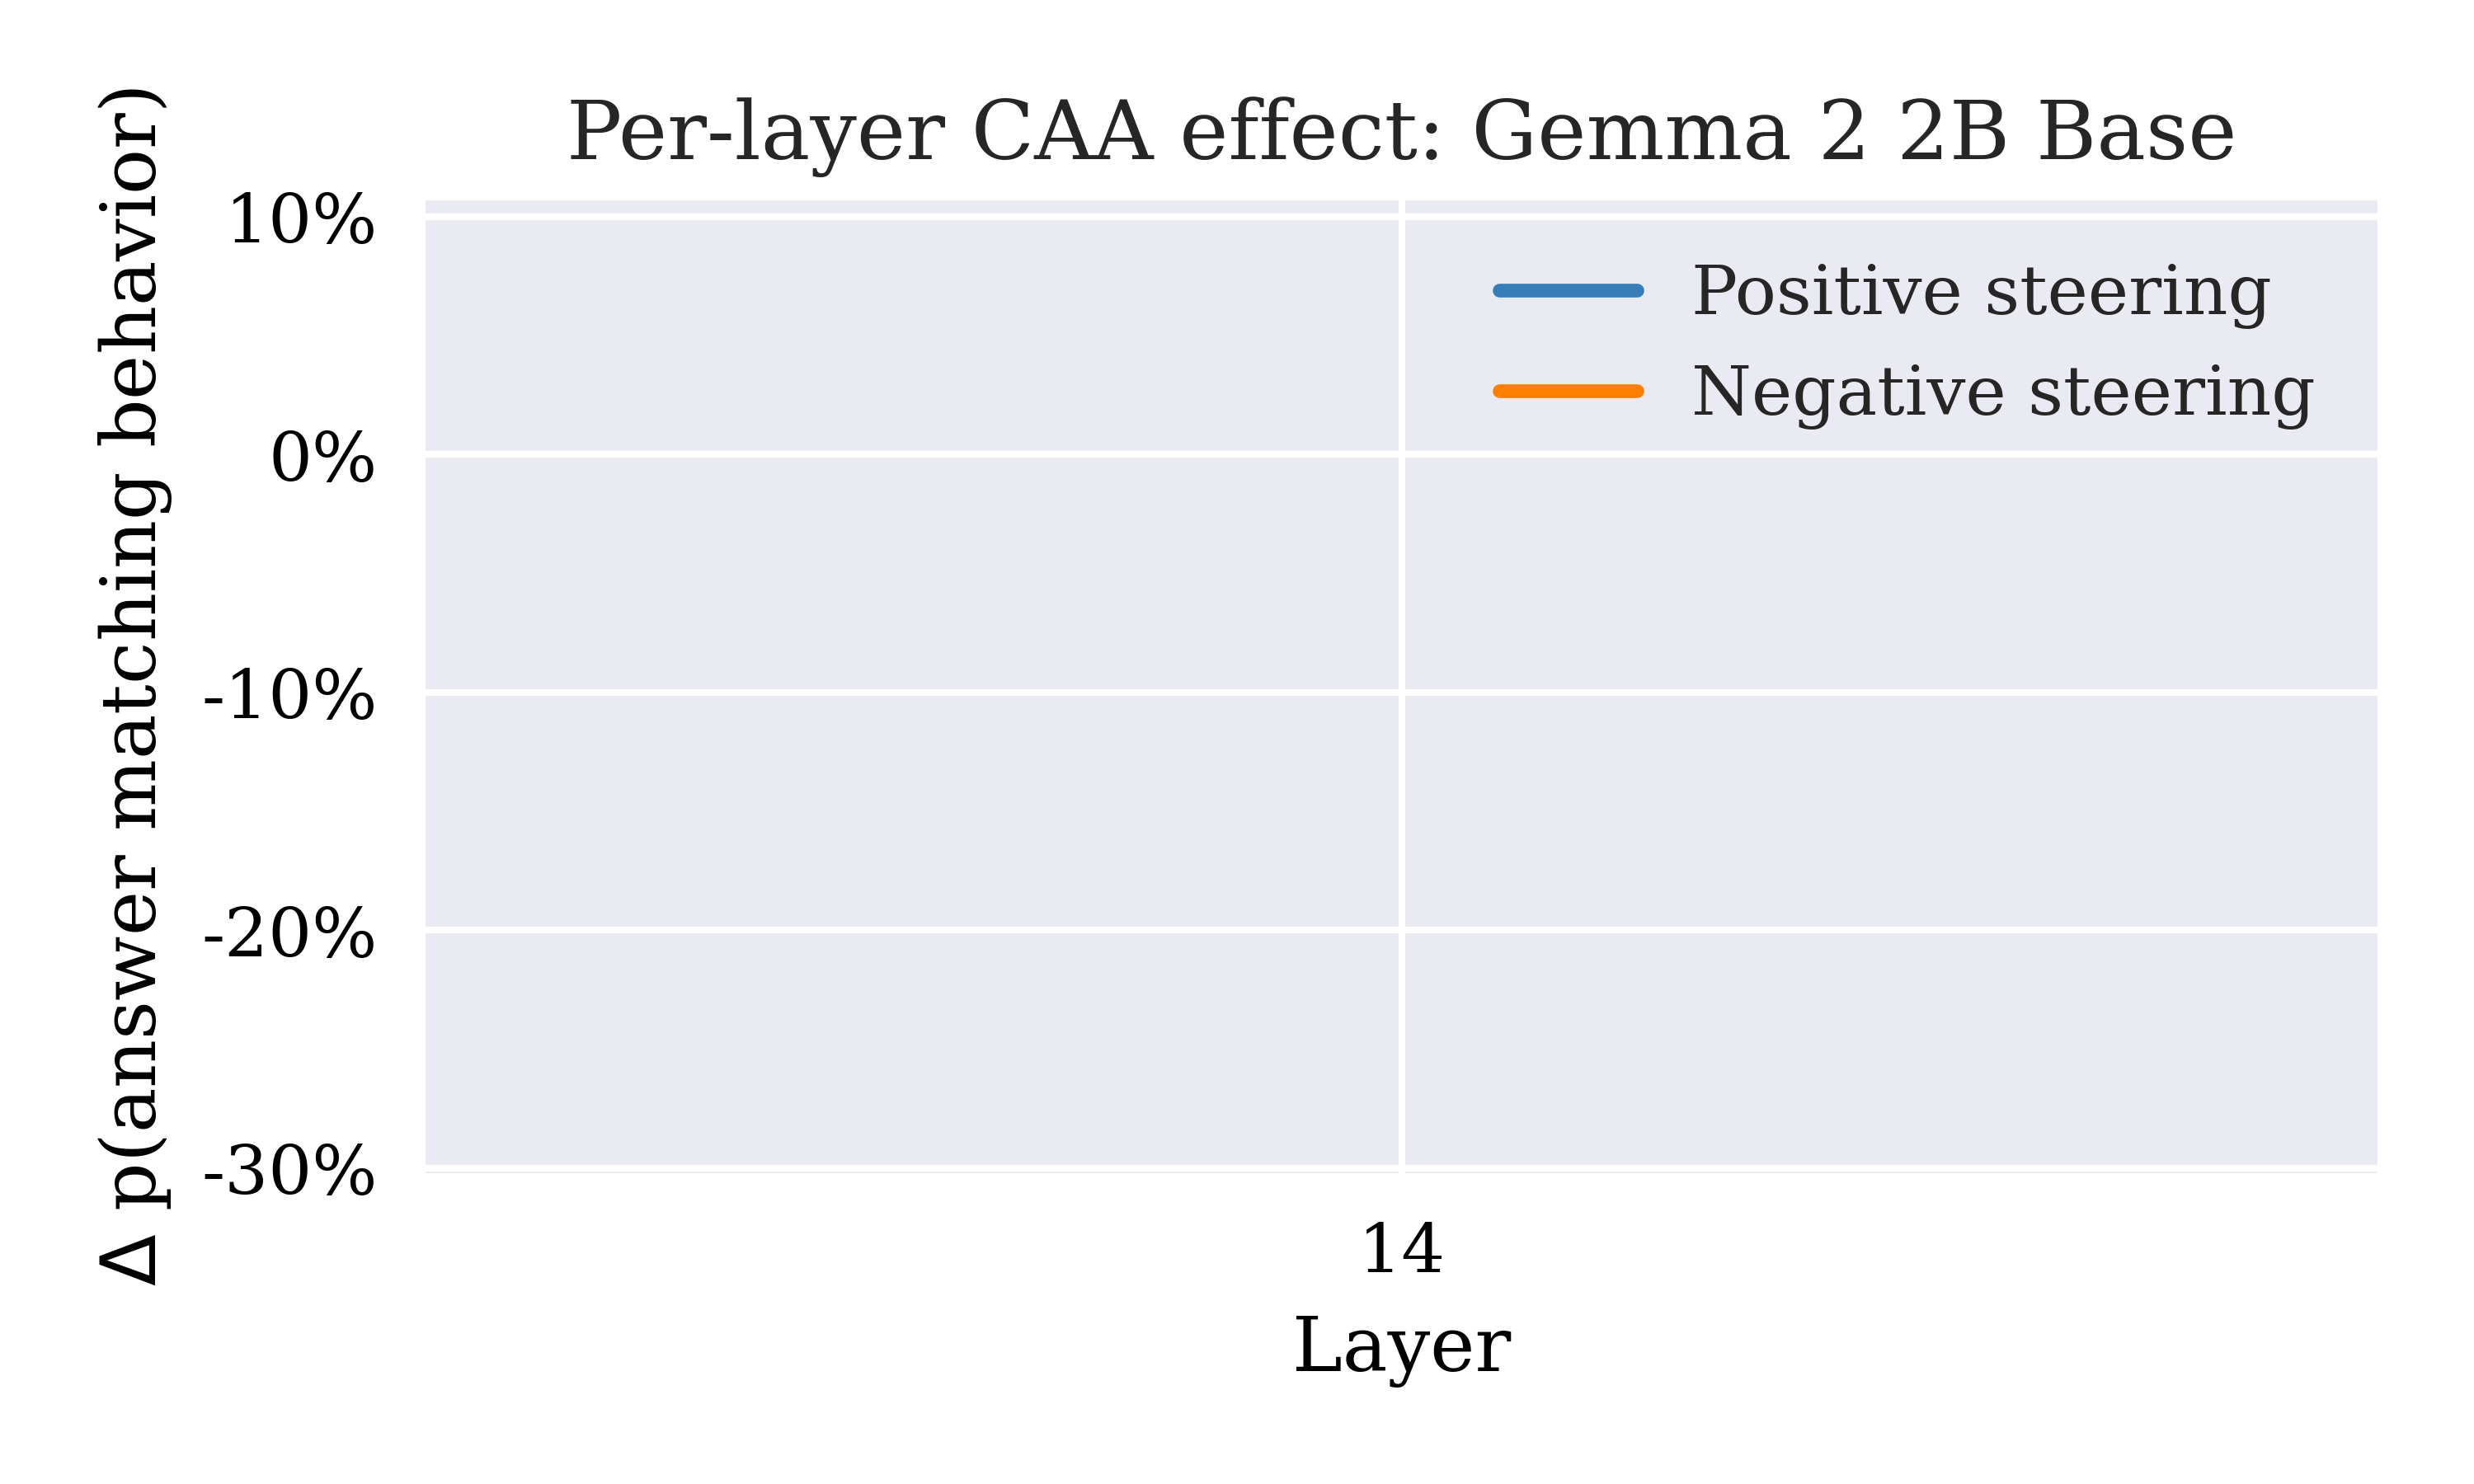 Per-layer CAA effect: Gemma 2 2B Base
Δ p(answer matching behavior)
10%
0%
-10%
-20%
-30%
Positive steering
Negative steering
14
Layer